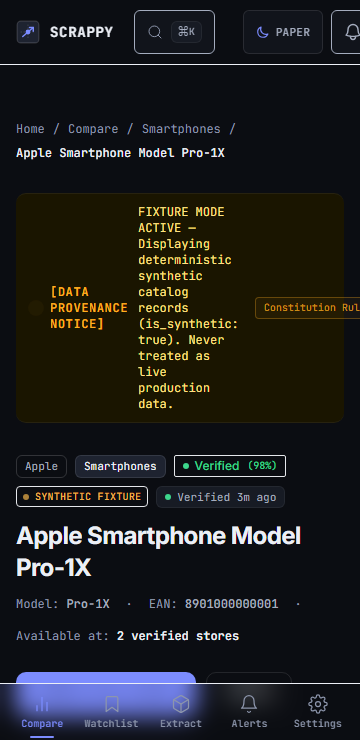 SCRAPPY
⌘K
PAPER
Home / Compare / Smartphones /
Apple Smartphone Model Pro-1X
[DATA PROVENANCE NOTICE]
FIXTURE MODE
ACTIVE —
Displaying
deterministic
synthetic
catalog
records
(is_synthetic:
true). Never
treated as
live
production
data.
Constitution Rul
Apple
Smartphones
Verified (98%)
SYNTHETIC FIXTURE
Verified 3m ago
Apple Smartphone Model
Pro-1X
Model: Pro-1X · EAN: 8901000000001 ·
Available at: 2 verified stores
Compare
Watchlist
Extract
Alerts
Settings